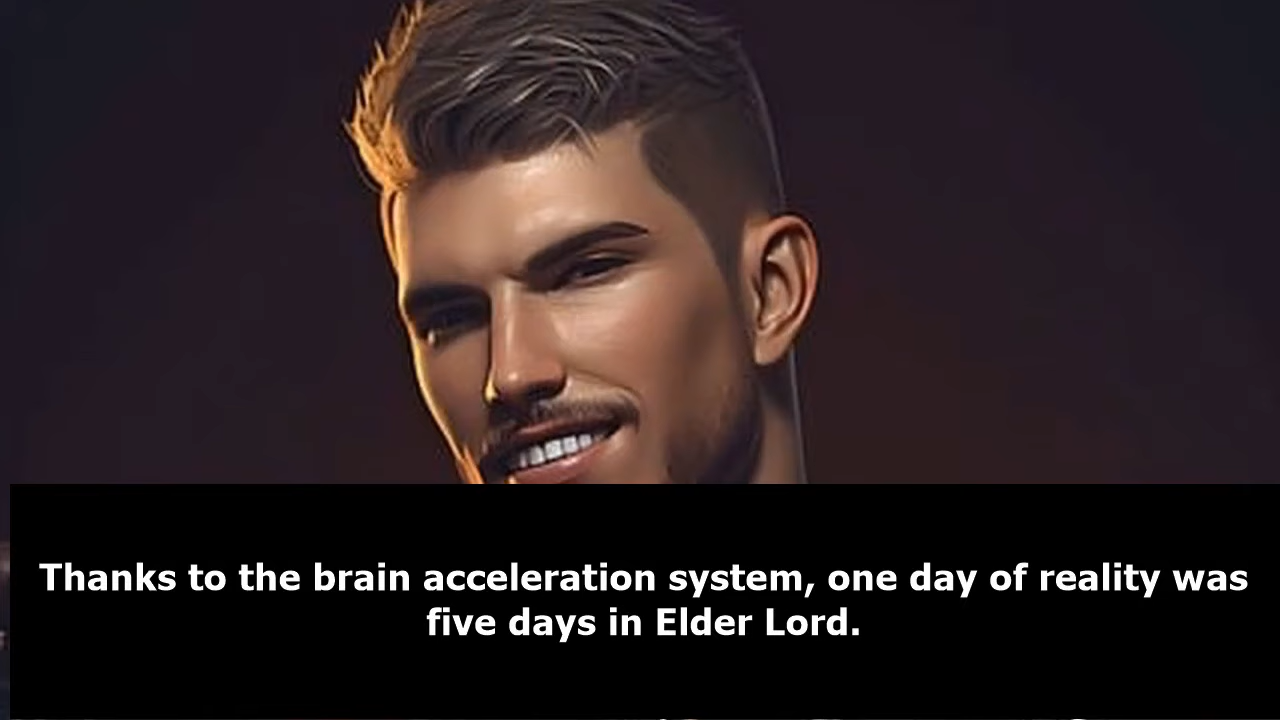 Thanks to the brain acceleration system, one day of reality was
five days in Elder Lord.